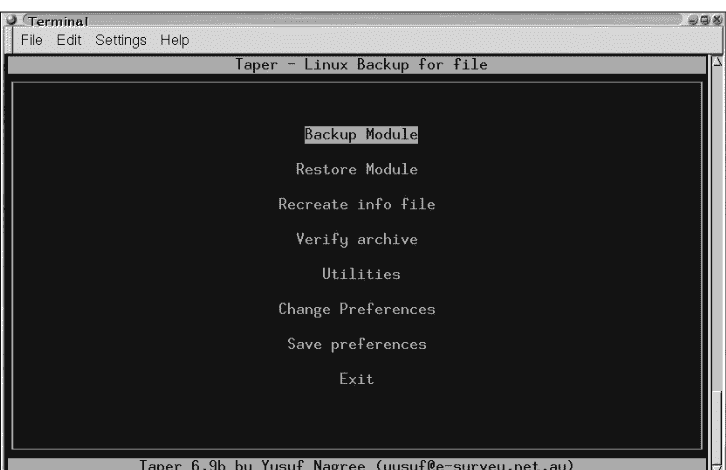 Terminal
File Edit Settings Help
Taper - Linux Backup for file
Backup Module
Restore Module
Recreate info file
Verify archive
Utilities
Change Preferences
Save preferences
Exit
Taper 6.9b by Yusuf Nagree (yusuf@e-survey.net.au)